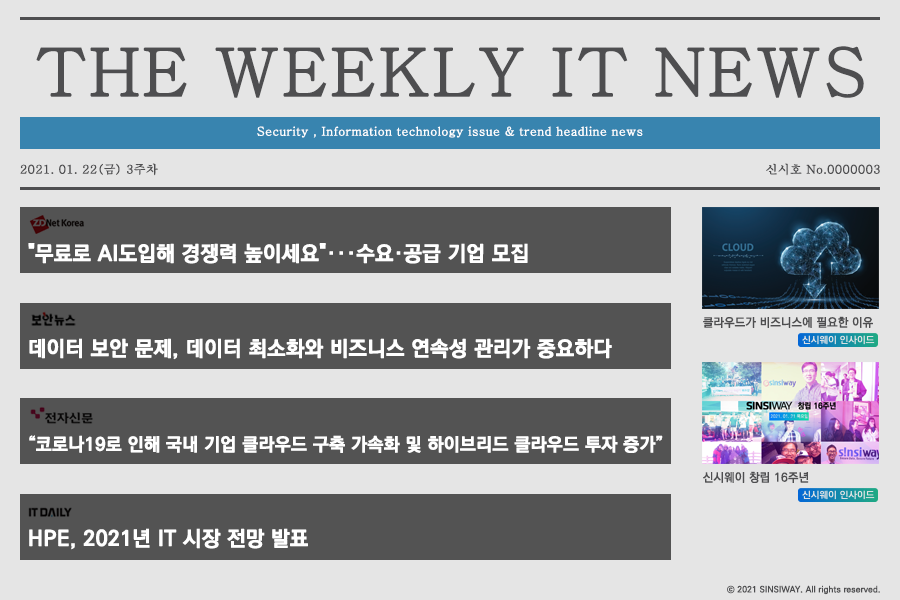 THE WEEKLY IT NEWS
Security , Information technology issue & trend headline news
2021. 01. 22(금) 3주차
신시호 No.0000003
ZDNet Korea
"무료로 AI도입해 경쟁력 높이세요"···수요·공급 기업 모집
보안뉴스
데이터 보안 문제, 데이터 최소화와 비즈니스 연속성 관리가 중요하다
전자신문
“코로나19로 인해 국내 기업 클라우드 구축 가속화 및 하이브리드 클라우드 투자 증가”
IT DAILY
HPE, 2021년 IT 시장 전망 발표
CLOUD
클라우드가 비즈니스에 필요한 이유
신시웨이 인사이드
sinsiway
SINSIWAY 창립 16주년
sinsiway
신시웨이 창립 16주년
신시웨이 인사이드
© 2021 SINSIWAY. All rights reserved.